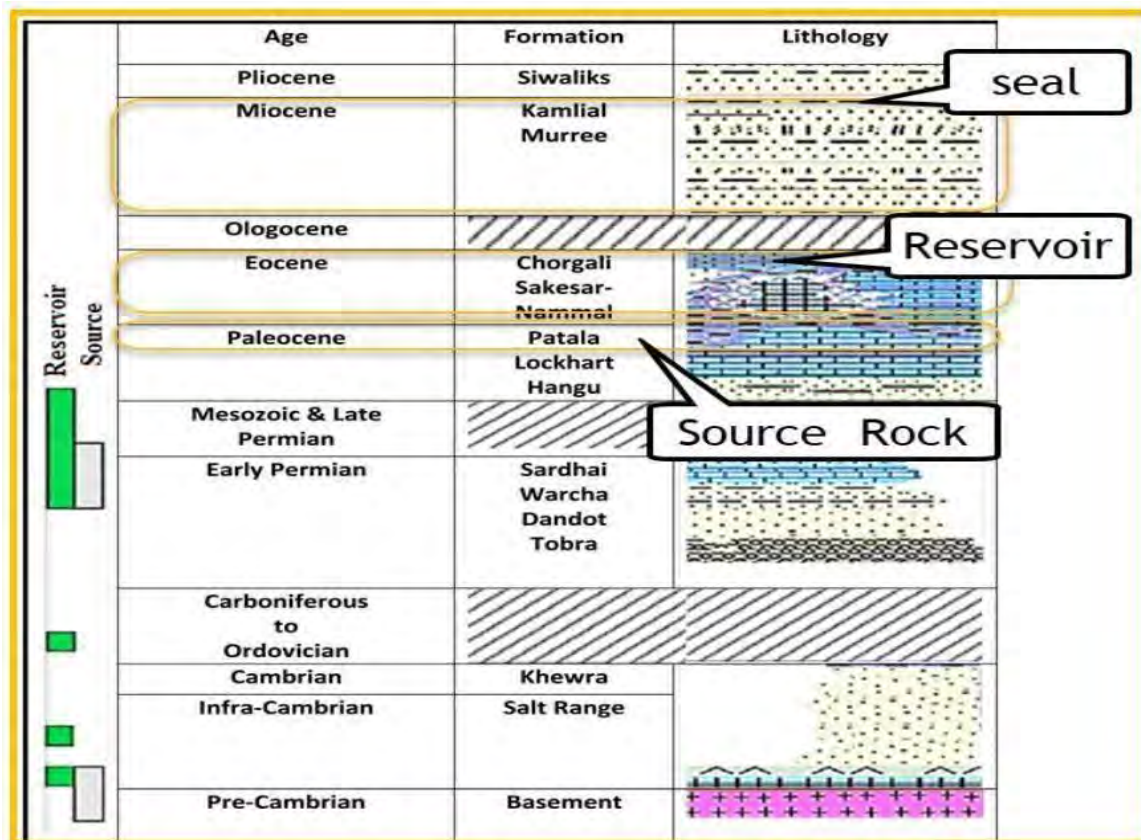 Age Formation Lithology
Pliocene Siwaliks
seal
Miocene Kamlial
Murree
Ologocene
Reservoir
Eocene Chorgali
Sakesar-
Nammal
Reservoir
Source
Paleocene Patala
Lockhart
Hangu
Source Rock
Mesozoic & Late
Permian
Early Permian Sardhai
Warcha
Dandot
Tobra
Carboniferous
to
Ordovician
Cambrian Khewra
Infra-Cambrian Salt Range
Pre-Cambrian Basement